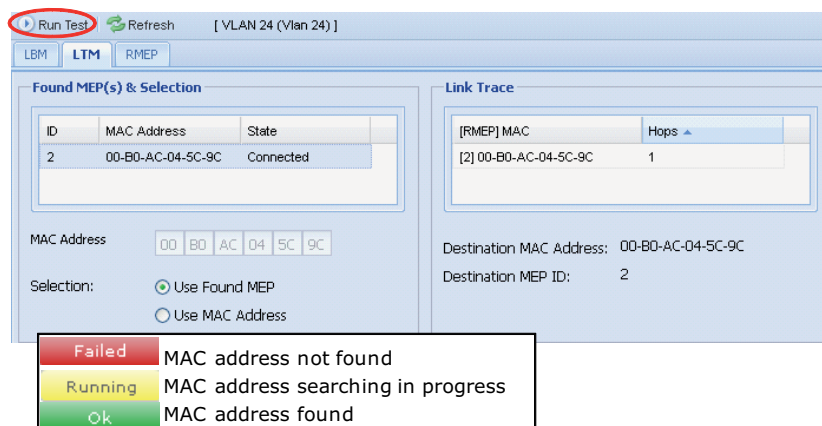 Run Test Refresh [ VLAN 24 (Vlan 24) ]
LBM LTM RMEP
Found MEP(s) & Selection
ID MAC Address State
2 00-B0-AC-04-5C-9C Connected
MAC Address 00 B0 AC 04 5C 9C
Selection: Use Found MEP
Use MAC Address
Link Trace
[RMEP] MAC Hops
[2] 00-B0-AC-04-5C-9C 1
Destination MAC Address: 00-B0-AC-04-5C-9C
Destination MEP ID: 2
Failed MAC address not found
Running MAC address searching in progress
Ok MAC address found